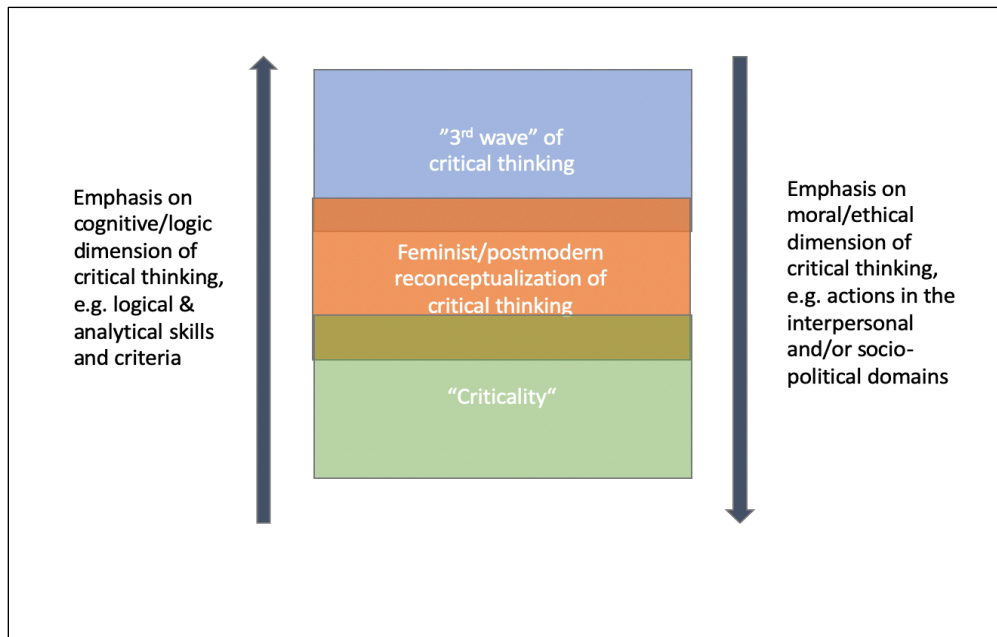 ”3rd wave” of
critical thinking
Emphasis on
cognitive/logic
dimension of
critical thinking,
e.g. logical &
analytical skills
and criteria
Feminist/postmodern
reconceptualization of
critical thinking
“Criticality“
Emphasis on
moral/ethical
dimension of
critical thinking,
e.g. actions in the
interpersonal
and/or socio-
political domains